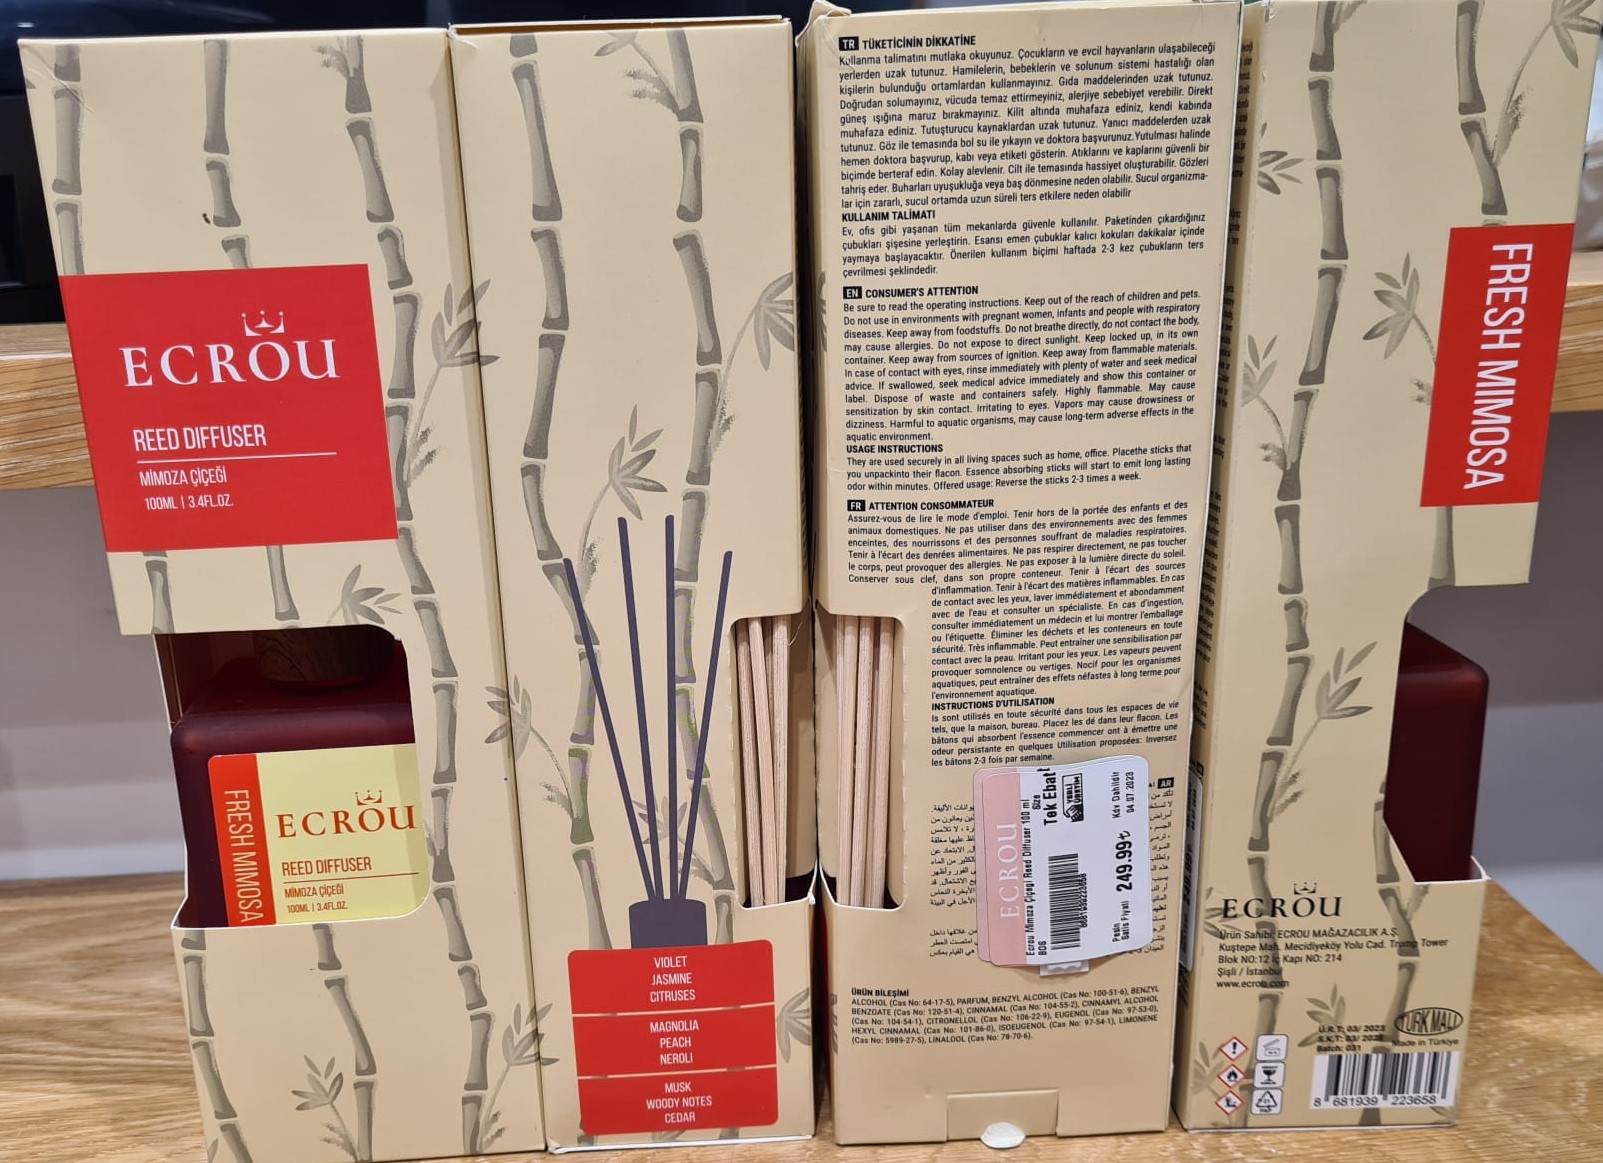 ECROU
REED DIFFUSER
MİMOZA ÇİÇEĞİ
100ML | 3.4FL.OZ.
FRESH MIMOSA
ECROU
REED DIFFUSER
MİMOZA ÇİÇEĞİ
100ML | 3.4FL.OZ.
VIOLET
JASMINE
CITRUSES
MAGNOLIA
PEACH
NEROLI
MUSK
WOODY NOTES
CEDAR
TR TÜKETİCİNİN DİKKATİNE
Kullanma talimatını mutlaka okuyunuz. Çocukların ve evcil hayvanların ulaşabileceği
yerlerden uzak tutunuz. Hamilelerin, bebeklerin ve solunum sistemi hastalığı olan
kişilerin bulunduğu ortamlardan kullanmayınız. Gıda maddelerinden uzak tutunuz.
Doğrudan solumayınız, vücuda temaz ettirmeyiniz, alerjiye sebebiyet verebilir. Direkt
güneş ışığına maruz bırakmayınız. Kilit altında muhafaza ediniz, kendi kabında
muhafaza ediniz. Tutuşturucu kaynaklardan uzak tutunuz. Yanıcı maddelerden uzak
tutunuz. Göz ile temasında bol su ile yıkayın ve doktora başvurunuz.Yutulması halinde
hemen doktora başvurup, kabı veya etiketi gösterin. Atıklarını ve kaplarını güvenli bir
biçimde berteraf edin. Kolay alevlenir. Cilt ile temasında hassiyet oluşturabilir. Gözleri
tahriş eder. Buharları uyuşukluğa veya baş dönmesine neden olabilir. Sucul organizma-
lar için zararlı, sucul ortamda uzun süreli ters etkilere neden olabilir
KULLANIM TALİMATI
Ev, ofis gibi yaşanan tüm mekanlarda güvenle kullanılır. Paketinden çıkardığınız
çubukları şişesine yerleştirin. Esansı emen çubuklar kalıcı kokuları dakikalar içinde
yaymaya başlayacaktır. Önerilen kullanım biçimi haftada 2-3 kez çubukların ters
çevrilmesi şeklindedir.
EN CONSUMER'S ATTENTION
Be sure to read the operating instructions. Keep out of the reach of children and pets.
Do not use in environments with pregnant women, infants and people with respiratory
diseases. Keep away from foodstuffs. Do not breathe directly, do not contact the body,
may cause allergies. Do not expose to direct sunlight. Keep locked up, in its own
container. Keep away from sources of ignition. Keep away from flammable materials.
In case of contact with eyes, rinse immediately with plenty of water and seek medical
advice. If swallowed, seek medical advice immediately and show this container or
label. Dispose of waste and containers safely. Highly flammable. May cause
sensitization by skin contact. Irritating to eyes. Vapors may cause drowsiness or
dizziness. Harmful to aquatic organisms, may cause long-term adverse effects in the
aquatic environment.
USAGE INSTRUCTIONS
They are used securely in all living spaces such as home, office. Placethe sticks that
you unpackinto their flacon. Essence absorbing sticks will start to emit long lasting
odor within minutes. Offered usage: Reverse the sticks 2-3 times a week.
FR ATTENTION CONSOMMATEUR
Assurez-vous de lire le mode d'emploi. Tenir hors de la portée des enfants et des
animaux domestiques. Ne pas utiliser dans des environnements avec des femmes
enceintes, des nourrissons et des personnes souffrant de maladies respiratoires.
Tenir à l'écart des denrées alimentaires. Ne pas respirer directement, ne pas toucher
le corps, peut provoquer des allergies. Ne pas exposer à la lumière directe du soleil.
Conserver sous clef, dans son propre conteneur. Tenir à l'écart des sources
d'inflammation. Tenir à l'écart des matières inflammables. En cas
de contact avec les yeux, laver immédiatement et abondamment
avec de l'eau et consulter un spécialiste. En cas d'ingestion,
consulter immédiatement un médecin et lui montrer l'emballage
ou l'étiquette. Éliminer les déchets et les conteneurs en toute
sécurité. Très inflammable. Peut entraîner une sensibilisation par
contact avec la peau. Irritant pour les yeux. Les vapeurs peuvent
provoquer somnolence ou vertiges. Nocif pour les organismes
aquatiques, peut entraîner des effets néfastes à long terme pour
l'environnement aquatique.
INSTRUCTIONS D'UTILISATION
Is sont utilisés en toute sécurité dans tous les espaces de vie
tels, que la maison, bureau. Placez les dé dans leur flacon. Les
bâtons qui absorbent l'essence commencer ont à émettre une
odeur persistante en quelques Utilisation proposées: Inversez
les bâtons 2-3 fois par semaine.
AR
ECROU
Ecrou Mimoza Çiçegi Reed Diffuser 100 ml
BOS
Size
Tek Ebat
YERLİ
ÜRETİM
8681939223658
Peşin
Satis Fiyati 249.99₺
Kdv Dahildir
04.07.2023
ÜRÜN BİLEŞİMİ
ALCOHOL (Cas No: 64-17-5), PARFUM, BENZYL ALCOHOL (Cas No: 100-51-6), BENZYL
BENZOATE (Cas No: 120-51-4), CINNAMAL (Cas No: 104-55-2), CINNAMYL ALCOHOL
(Cas No: 104-54-1), CITRONELLOL (Cas No: 106-22-9), EUGENOL (Cas No: 97-53-0),
HEXYL CINNAMAL (Cas No: 101-86-0), ISOEUGENOL (Cas No: 97-54-1), LIMONENE
(Cas No: 5989-27-5), LINALOOL (Cas No: 78-70-6).
FRESH MIMOSA
ECROU
Ürün Sahibi: ECROU MAĞAZACILIK A.Ş.
Kuştepe Mah. Mecidiyeköy Yolu Cad. Trump Tower
Blok NO:12 İç Kapı NO: 214
Şişli / İstanbul
www.ecrou.com
Ü.R.T: 03/ 2023
S.K.T: 03/
Batch: 031
TÜRK MALI
Made in Türkiye
8 681939 223658